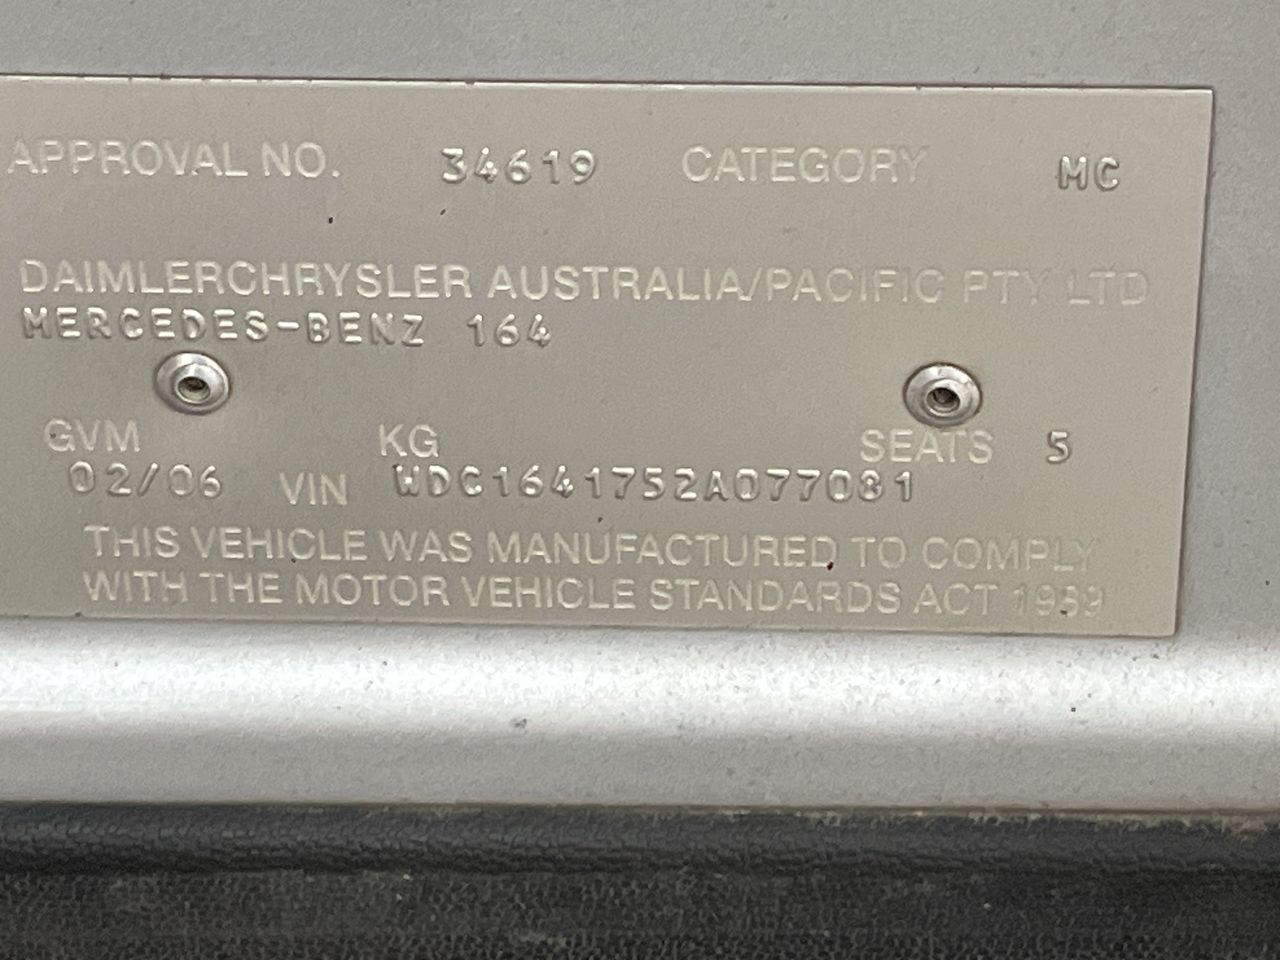 APPROVAL NO. 34619 CATEGORY MC
DAIMLERCHRYSLER AUSTRALIA/PACIFIC PTY LTD
MERCEDES-BENZ 164
GVM KG SEATS 5
02/06 VIN WDC1641752A077081
THIS VEHICLE WAS MANUFACTURED TO COMPLY
WITH THE MOTOR VEHICLE STANDARDS ACT 1989